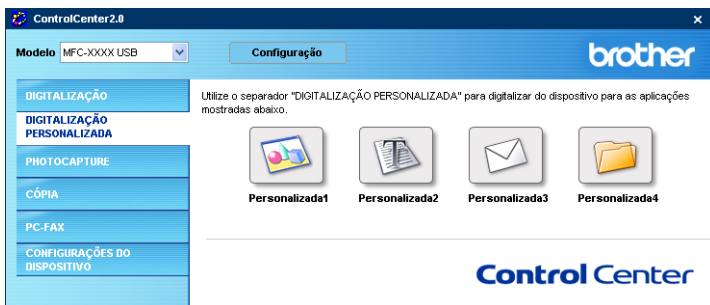 ControlCenter2.0
Modelo MFC-XXXX USB
Configuração
brother
DIGITALIZAÇÃO
DIGITALIZAÇÃO
PERSONALIZADA
PHOTOCAPTURE
CÓPIA
PC-FAX
CONFIGURAÇÕES DO
DISPOSITIVO
Utilize o separador "DIGITALIZAÇÃO PERSONALIZADA" para digitalizar do dispositivo para as aplicações
mostradas abaixo.
Personalizada1 Personalizada2 Personalizada3 Personalizada4
Control Center